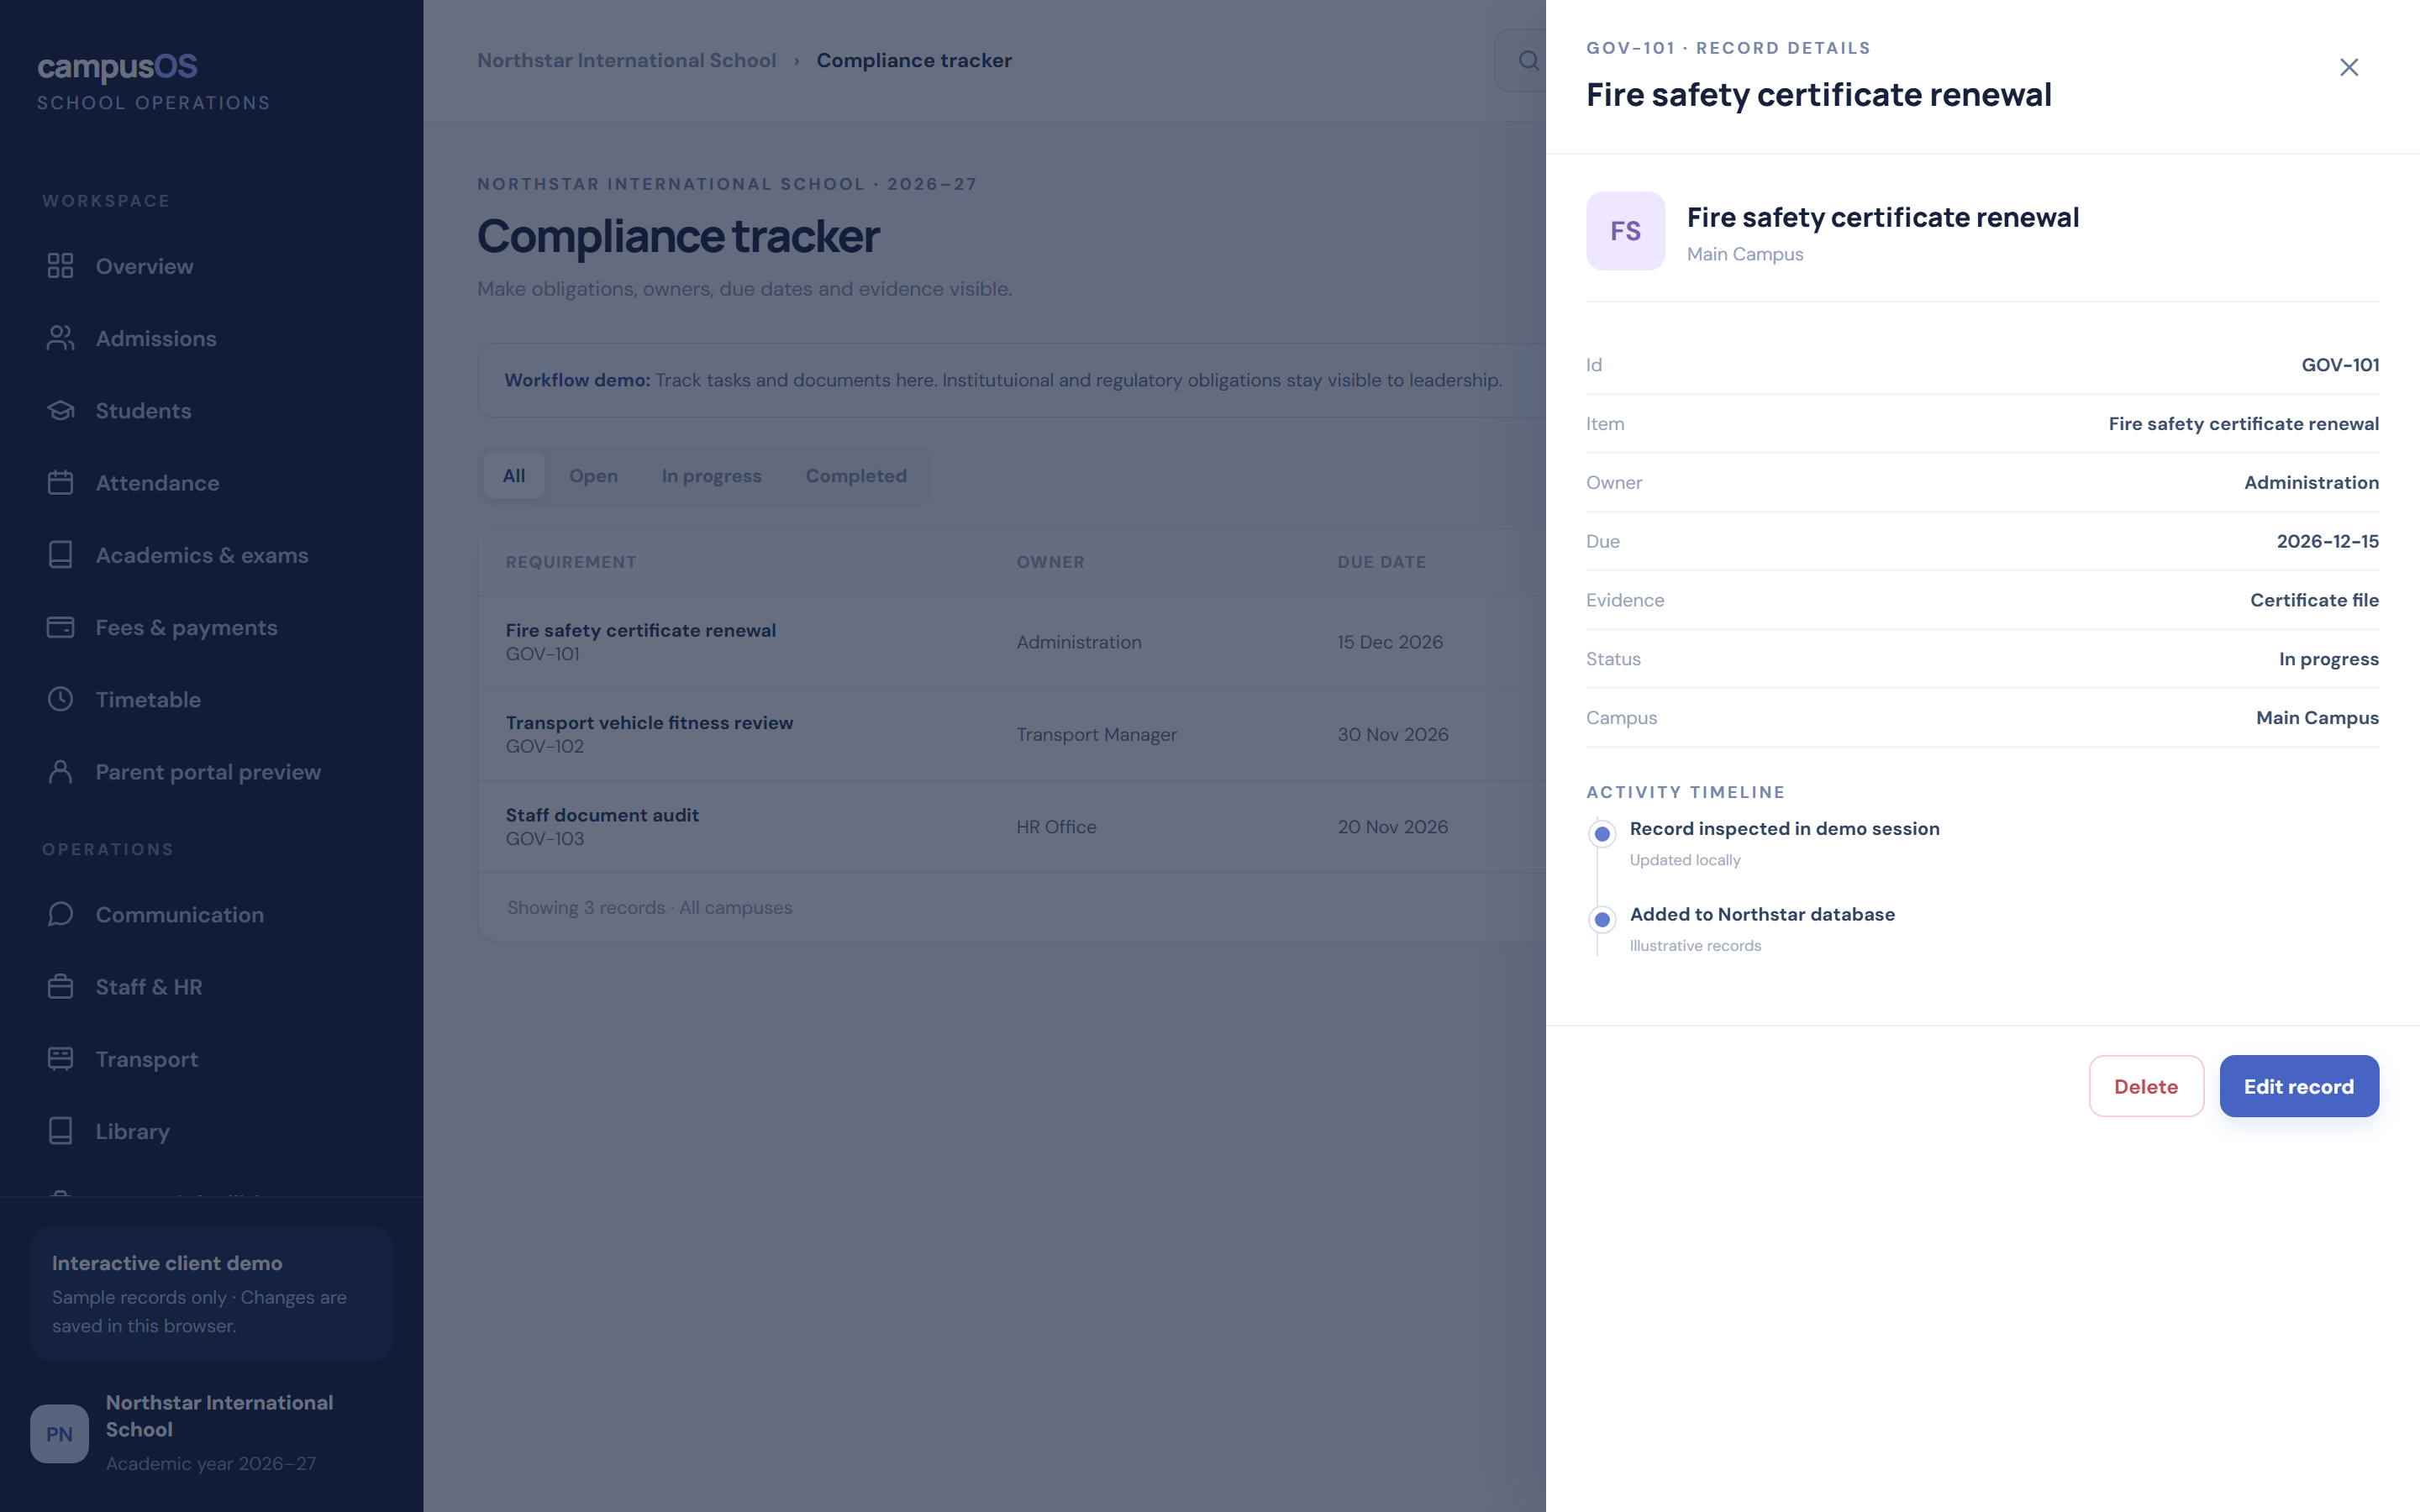 campusOS
SCHOOL OPERATIONS
WORKSPACE
Overview
Admissions
Students
Attendance
Academics & exams
Fees & payments
Timetable
Parent portal preview
OPERATIONS
Communication
Staff & HR
Transport
Library
Interactive client demo
Sample records only · Changes are
saved in this browser.
PN
Northstar International
School
Academic year 2026–27
Northstar International School › Compliance tracker
NORTHSTAR INTERNATIONAL SCHOOL · 2026–27
Compliance tracker
Make obligations, owners, due dates and evidence visible.
Workflow demo: Track tasks and documents here. Institutuional and regulatory obligations stay visible to leadership.
All Open In progress Completed
REQUIREMENT OWNER DUE DATE
Fire safety certificate renewal
GOV-101
Administration
15 Dec 2026
Transport vehicle fitness review
GOV-102
Transport Manager
30 Nov 2026
Staff document audit
GOV-103
HR Office
20 Nov 2026
Showing 3 records · All campuses
GOV-101 · RECORD DETAILS
Fire safety certificate renewal
FS
Fire safety certificate renewal
Main Campus
Id GOV-101
Item Fire safety certificate renewal
Owner Administration
Due 2026-12-15
Evidence Certificate file
Status In progress
Campus Main Campus
ACTIVITY TIMELINE
Record inspected in demo session
Updated locally
Added to Northstar database
Illustrative records
Delete Edit record